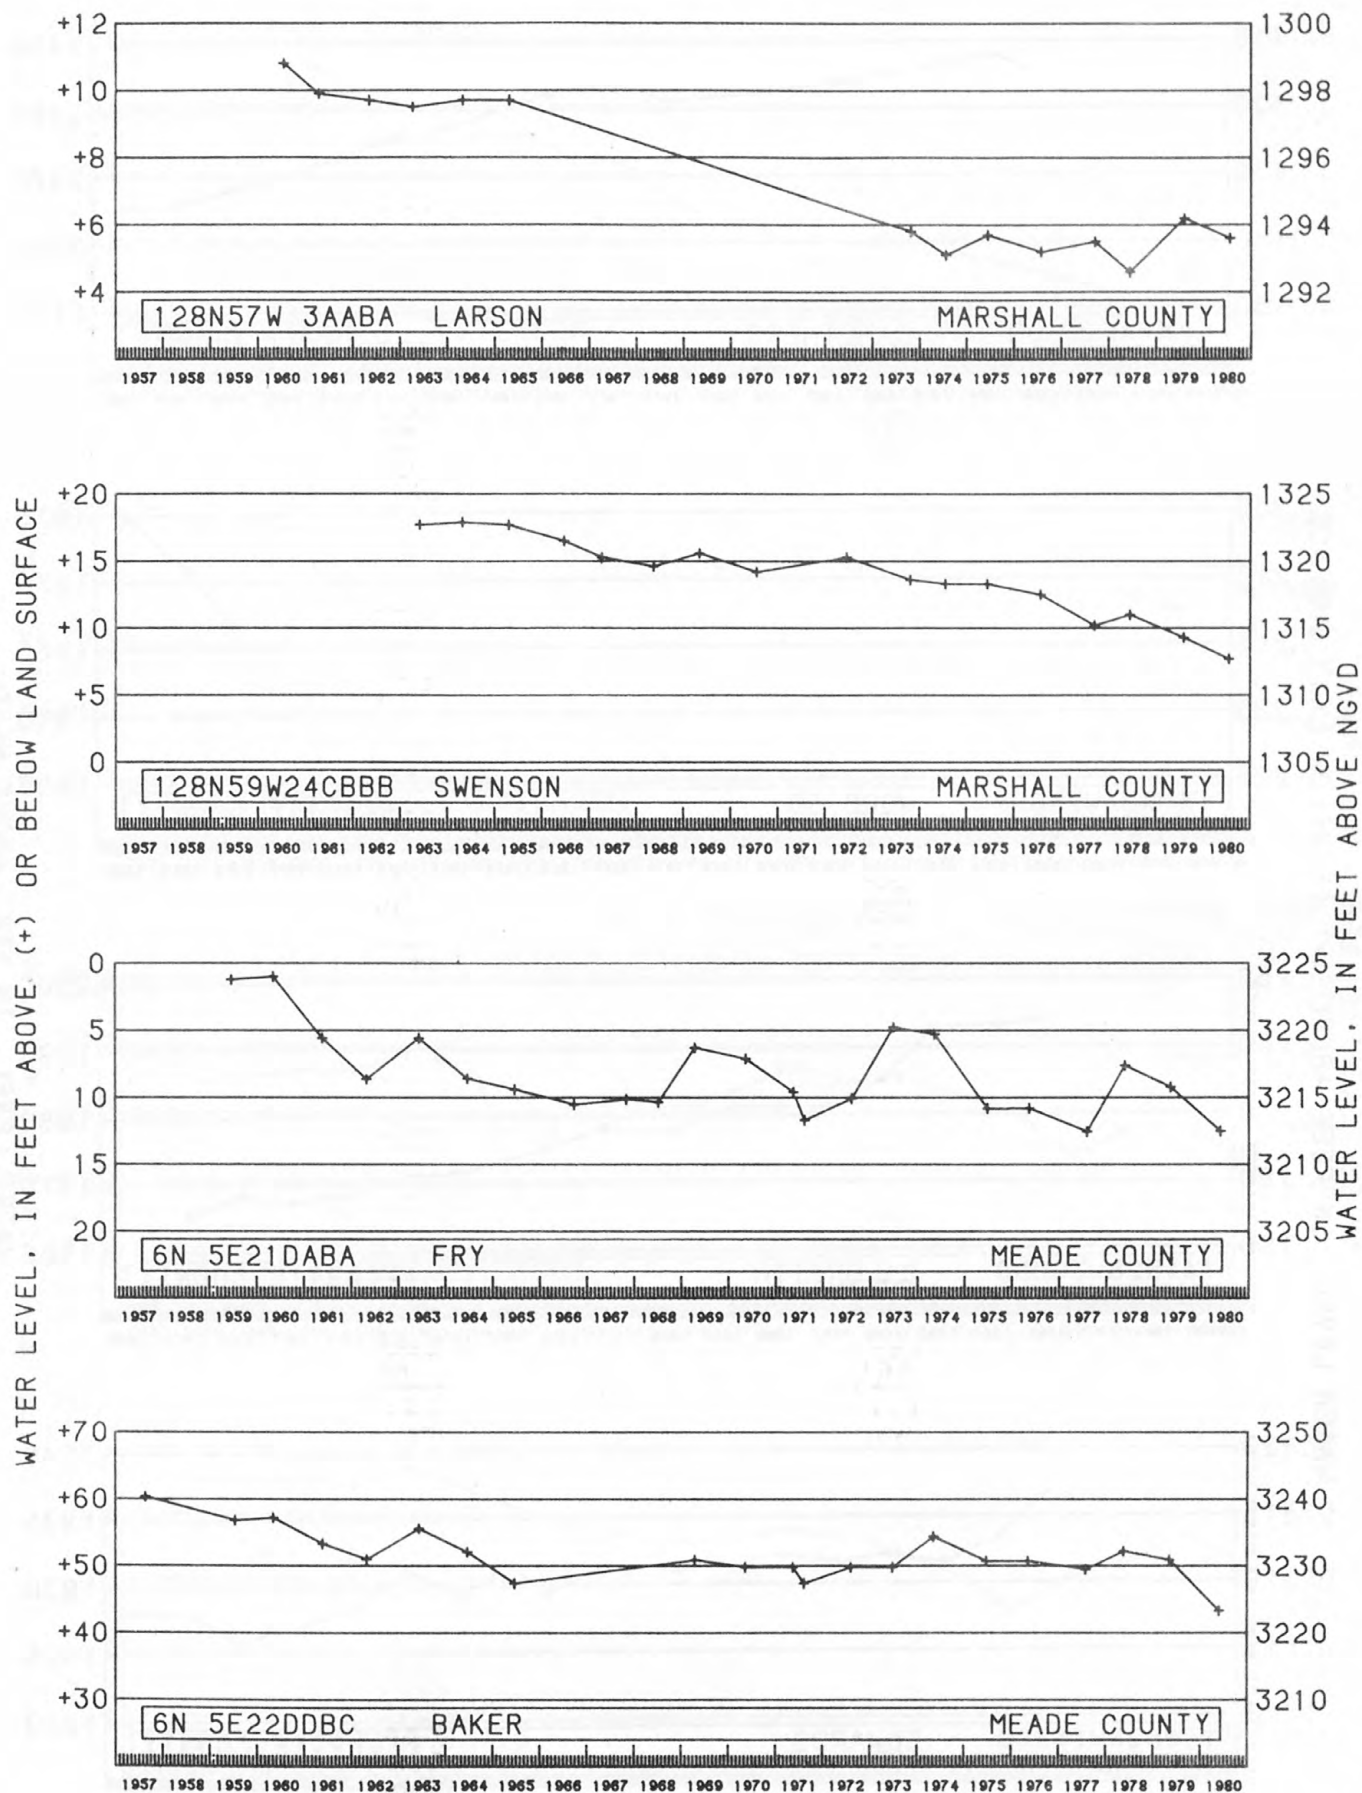 WATER LEVEL, IN FEET ABOVE (+) OR BELOW LAND SURFACE
WATER LEVEL, IN FEET ABOVE NGVD
+12 1300
+10 1298
+8 1296
+6 1294
+4 1292
128N57W 3AABA LARSON MARSHALL COUNTY
1957 1958 1959 1960 1961 1962 1963 1964 1965 1966 1967 1968 1969 1970 1971 1972 1973 1974 1975 1976 1977 1978 1979 1980
+20 1325
+15 1320
+10 1315
+5 1310
0 1305
128N59W24CBBB SWENSON MARSHALL COUNTY
1957 1958 1959 1960 1961 1962 1963 1964 1965 1966 1967 1968 1969 1970 1971 1972 1973 1974 1975 1976 1977 1978 1979 1980
0 3225
5 3220
10 3215
15 3210
20 3205
6N 5E21DABA FRY MEADE COUNTY
1957 1958 1959 1960 1961 1962 1963 1964 1965 1966 1967 1968 1969 1970 1971 1972 1973 1974 1975 1976 1977 1978 1979 1980
+70 3250
+60 3240
+50 3230
+40 3220
+30 3210
6N 5E22DDBC BAKER MEADE COUNTY
1957 1958 1959 1960 1961 1962 1963 1964 1965 1966 1967 1968 1969 1970 1971 1972 1973 1974 1975 1976 1977 1978 1979 1980